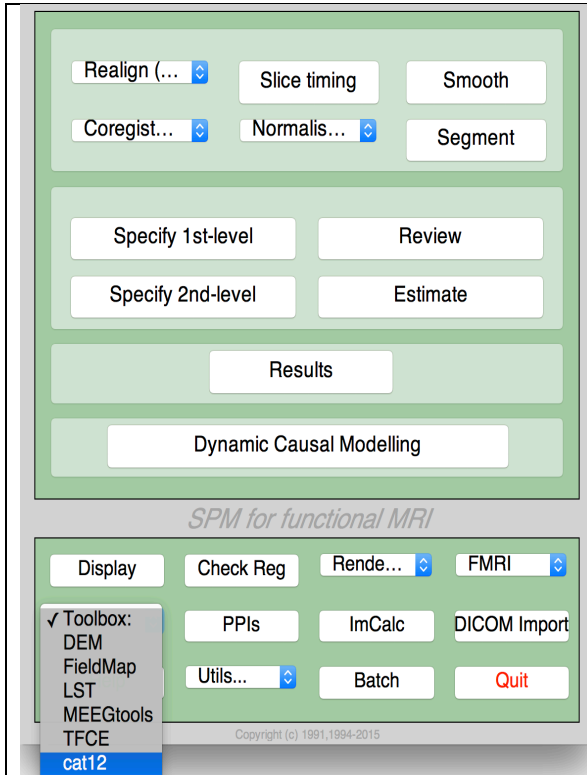 Realign (...
Slice timing
Smooth
Coregist...
Normalis...
Segment
Specify 1st-level
Review
Specify 2nd-level
Estimate
Results
Dynamic Causal Modelling
SPM for functional MRI
Display
Check Reg
Rende...
FMRI
✓ Toolbox:
PPIs
ImCalc
DICOM Import
DEM
FieldMap
LST
Utils...
Batch
Quit
MEEGtools
TFCE
Copyright (c) 1991,1994-2015
cat12